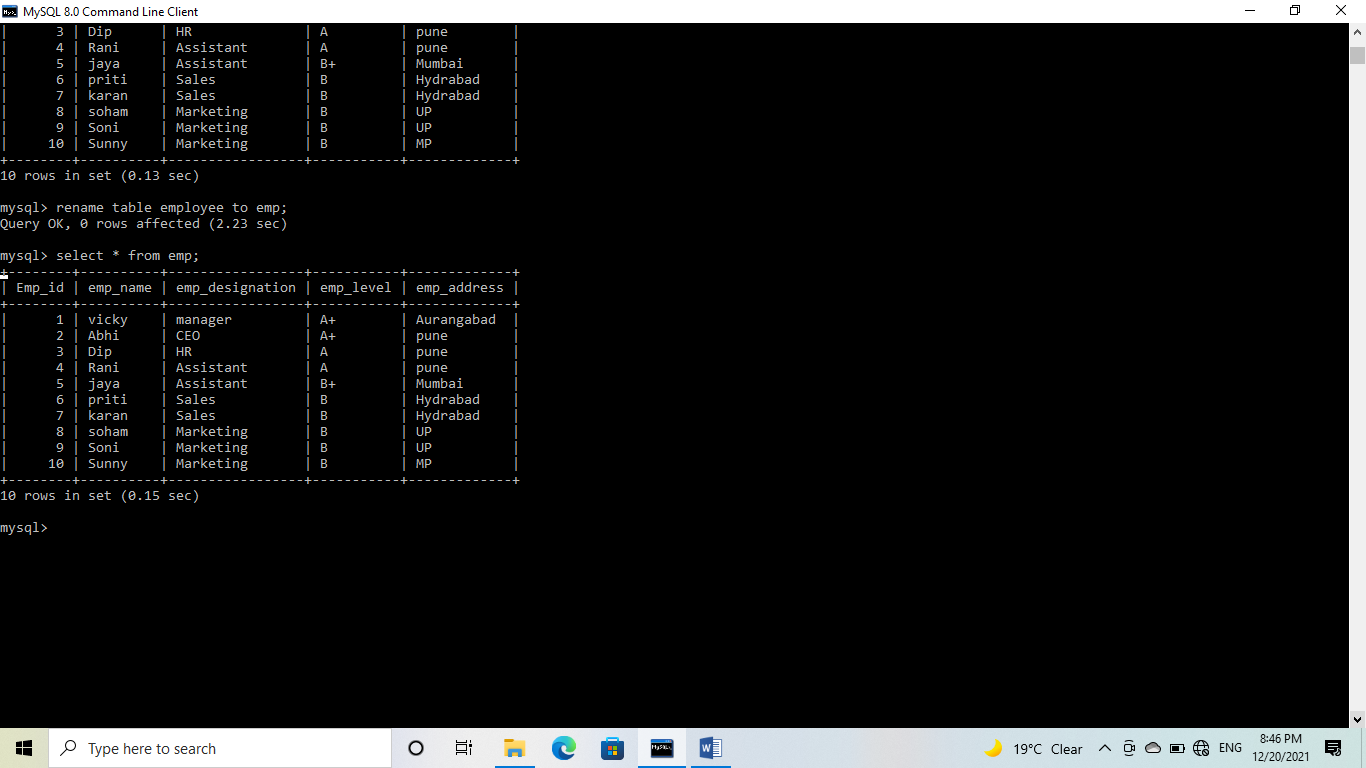 MySQL 8.0 Command Line Client
|      3 | Dip      | HR              | A         | pune        |
|      4 | Rani     | Assistant       | A         | pune        |
|      5 | jaya     | Assistant       | B+        | Mumbai      |
|      6 | priti    | Sales           | B         | Hydrabad    |
|      7 | karan    | Sales           | B         | Hydrabad    |
|      8 | soham    | Marketing       | B         | UP          |
|      9 | Soni     | Marketing       | B         | UP          |
|     10 | Sunny    | Marketing       | B         | MP          |
+--------+----------+-----------------+-----------+-------------+
10 rows in set (0.13 sec)
mysql> rename table employee to emp;
Query OK, 0 rows affected (2.23 sec)
mysql> select * from emp;
+--------+----------+-----------------+-----------+-------------+
| Emp_id | emp_name | emp_designation | emp_level | emp_address |
+--------+----------+-----------------+-----------+-------------+
|      1 | vicky    | manager         | A+        | Aurangabad  |
|      2 | Abhi     | CEO             | A+        | pune        |
|      3 | Dip      | HR              | A         | pune        |
|      4 | Rani     | Assistant       | A         | pune        |
|      5 | jaya     | Assistant       | B+        | Mumbai      |
|      6 | priti    | Sales           | B         | Hydrabad    |
|      7 | karan    | Sales           | B         | Hydrabad    |
|      8 | soham    | Marketing       | B         | UP          |
|      9 | Soni     | Marketing       | B         | UP          |
|     10 | Sunny    | Marketing       | B         | MP          |
+--------+----------+-----------------+-----------+-------------+
10 rows in set (0.15 sec)
mysql>
Type here to search
19°C Clear
ENG
8:46 PM
12/20/2021